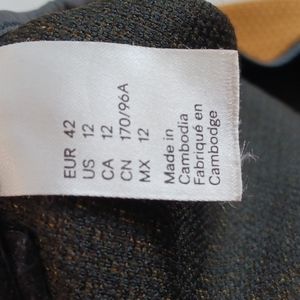 EUR 42
US 12
CA 12
CN 170/96A
MX 12
Made in
Cambodia
Fabriqué en
Cambodge